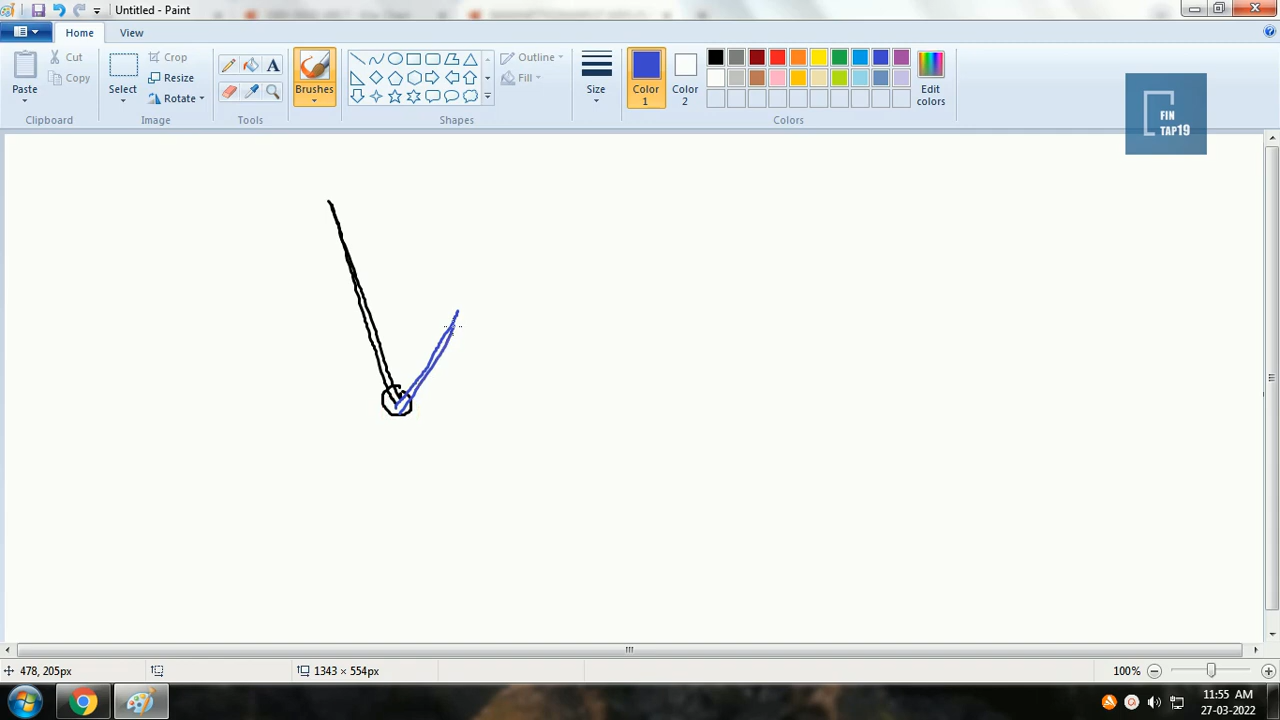 Untitled - Paint
Home
View
Paste
Cut
Copy
Clipboard
Select
Crop
Resize
Rotate
Image
Tools
Brushes
Shapes
Outline
Fill
Size
Color
1
Color
2
Colors
Edit
colors
FIN
TAP19
478, 205px
1343 × 554px
100%
11:55 AM
27-03-2022